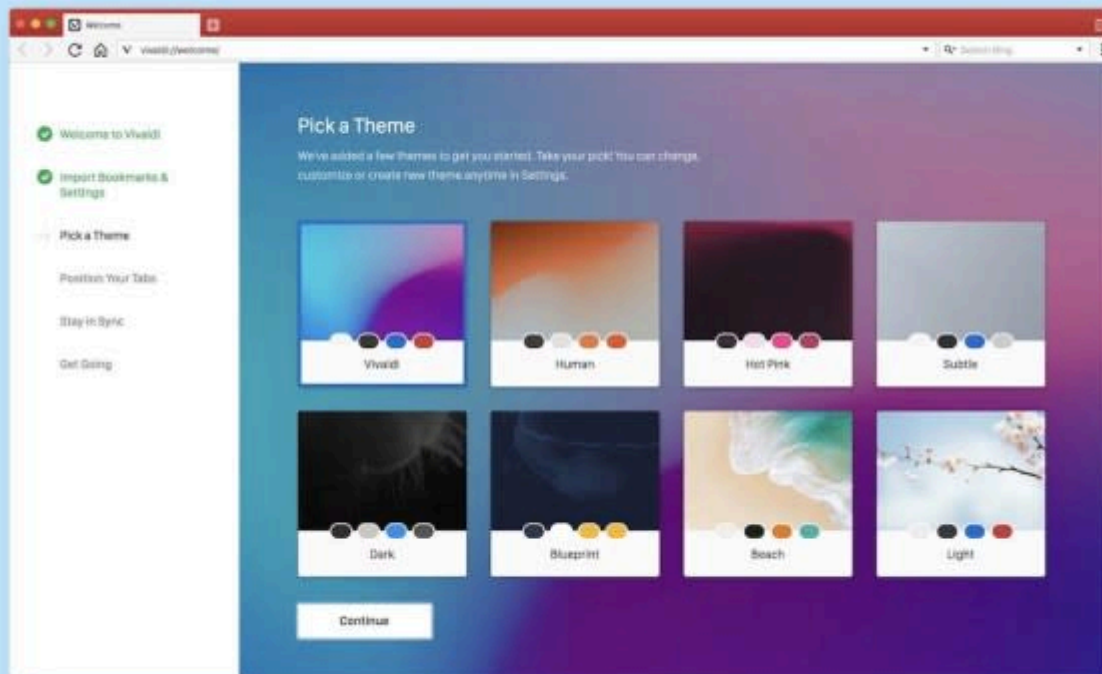 Welcome
vivaldi://welcome/
Search Bing
Welcome to Vivaldi
Import Bookmarks &
Settings
Pick a Theme
Position Your Tabs
Stay in Sync
Get Going
Pick a Theme
We've added a few themes to get you started. Take your pick! You can change,
customize or create new theme anytime in Settings.
Vivaldi
Human
Hot Pink
Subtle
Dark
Blueprint
Beach
Light
Continue